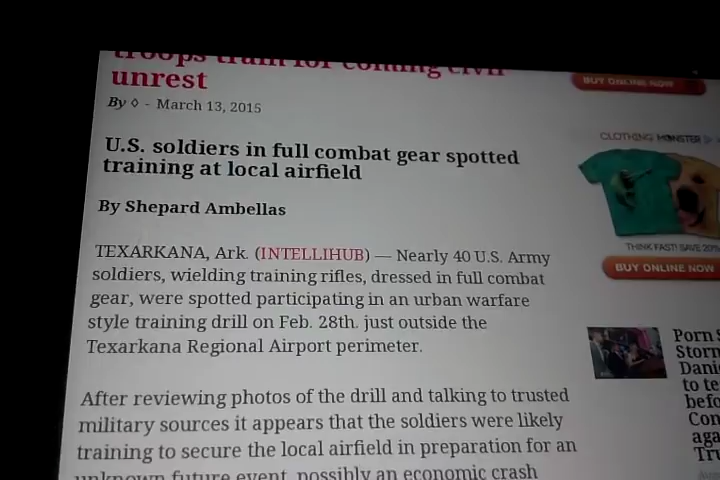 troops train for coming civil
unrest
By ◊ - March 13, 2015
U.S. soldiers in full combat gear spotted
training at local airfield
By Shepard Ambellas
TEXARKANA, Ark. (INTELLIHUB) — Nearly 40 U.S. Army
soldiers, wielding training rifles, dressed in full combat
gear, were spotted participating in an urban warfare
style training drill on Feb. 28th. just outside the
Texarkana Regional Airport perimeter.
After reviewing photos of the drill and talking to trusted
military sources it appears that the soldiers were likely
training to secure the local airfield in preparation for an
unknown future event, possibly an economic crash
BUY ONLINE NOW
CLOTHING MONSTER
THINK FAST! SAVE 20%
BUY ONLINE NOW
Porn
Storm
Dani
to te
befo
Con
aga
Tru